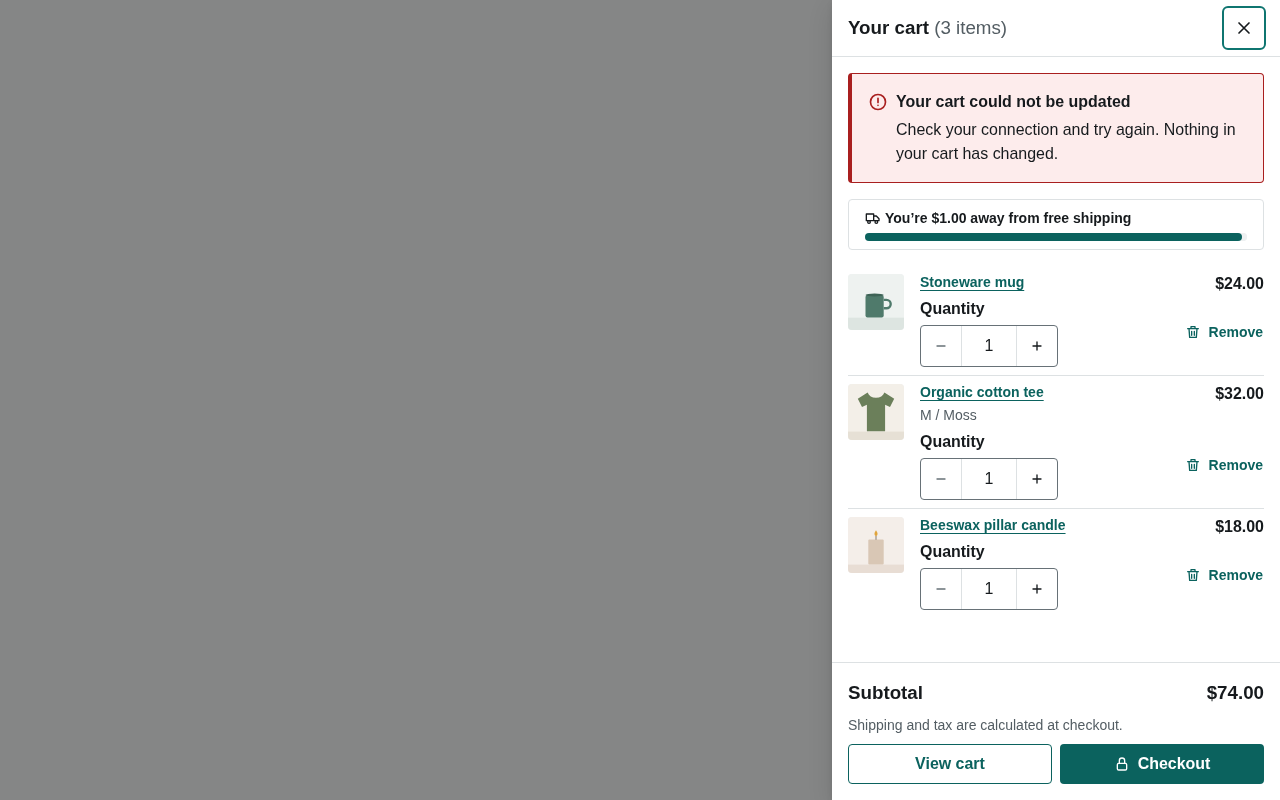 Your cart (3 items)
Your cart could not be updated
Check your connection and try again. Nothing in
your cart has changed.
You’re $1.00 away from free shipping
Stoneware mug
$24.00
Quantity
1
Remove
Organic cotton tee
$32.00
M / Moss
Quantity
1
Remove
Beeswax pillar candle
$18.00
Quantity
1
Remove
Subtotal
$74.00
Shipping and tax are calculated at checkout.
View cart
Checkout